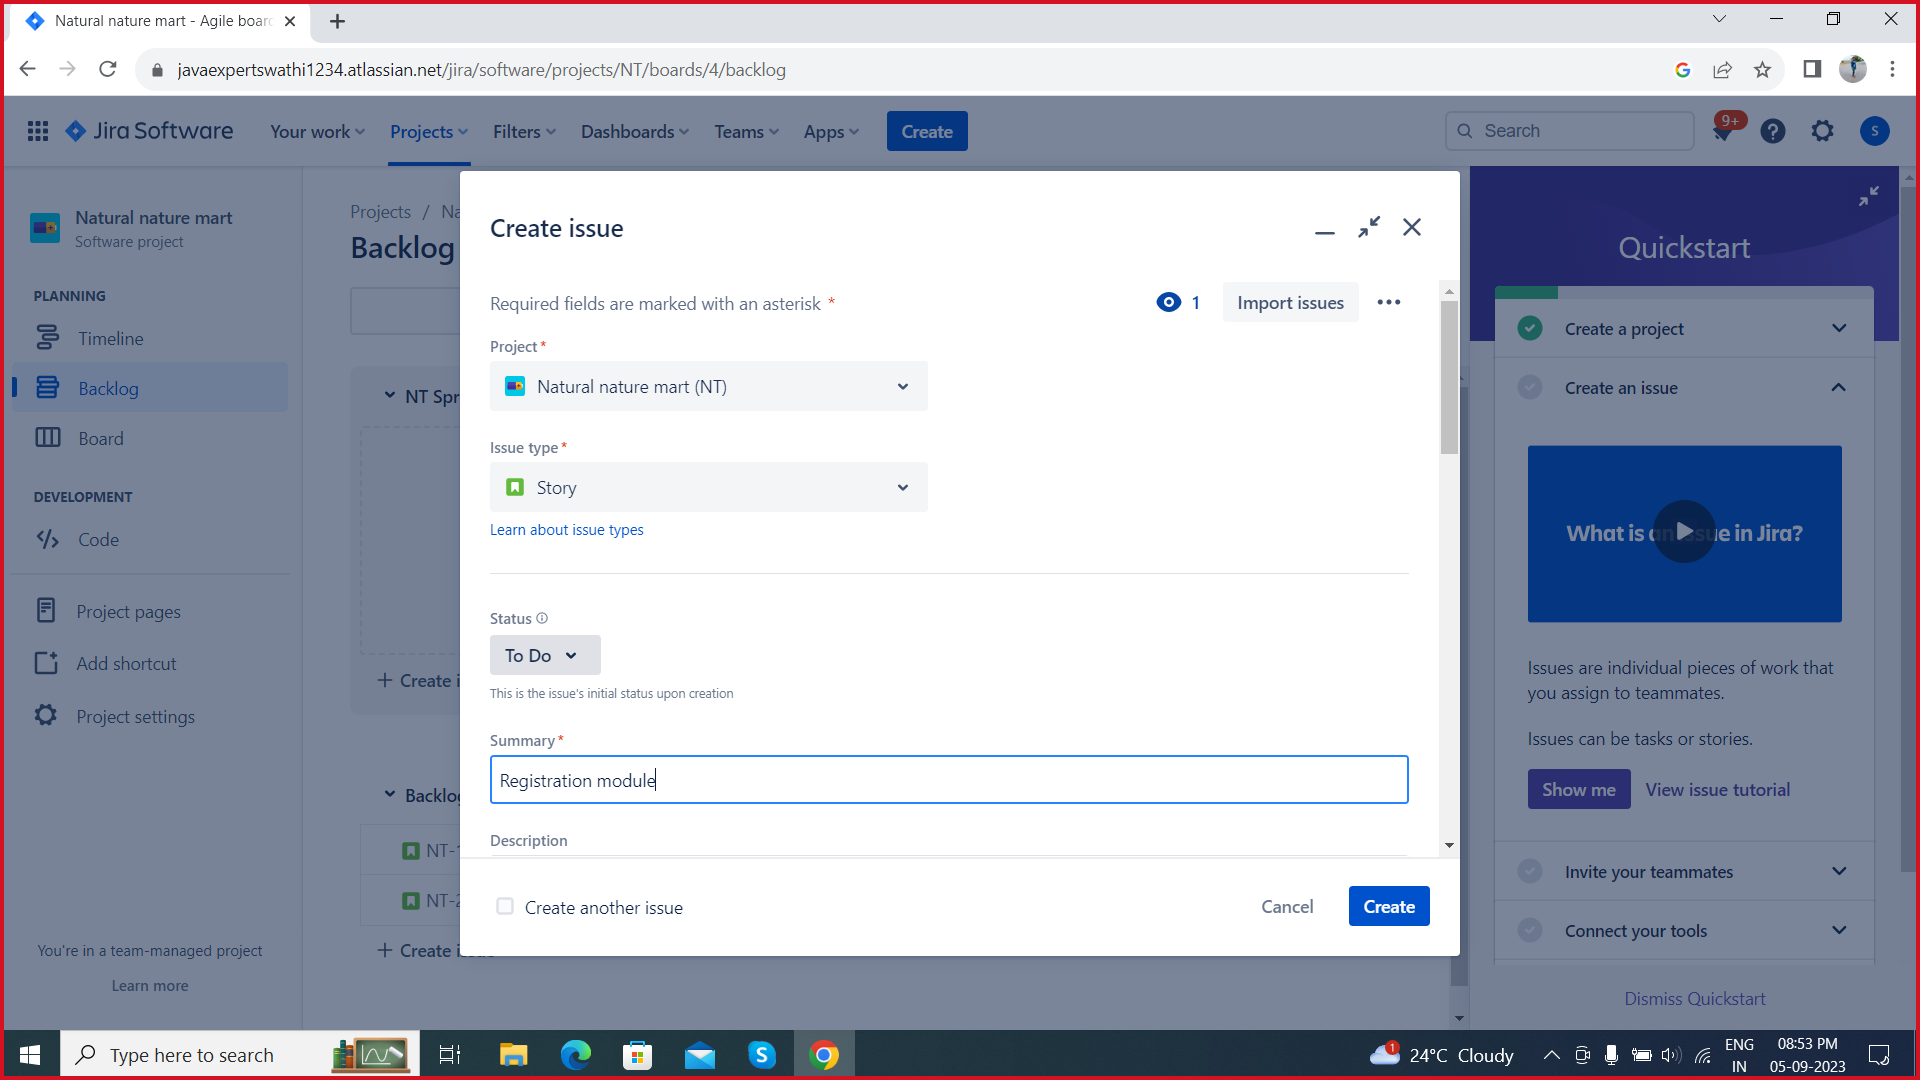 Natural nature mart - Agile boar
javaexpertswathi1234.atlassian.net/jira/software/projects/NT/boards/4/backlog
Jira Software
Your work
Projects
Filters
Dashboards
Teams
Apps
Create
Search
9+
S
Natural nature mart
Software project
PLANNING
Timeline
Backlog
Board
DEVELOPMENT
Code
Project pages
Add shortcut
Project settings
You're in a team-managed project
Learn more
Projects / Na
Backlog
NT Spr
+ Create i
Backlog
NT-1
NT-2
+ Create issue
Create issue
Required fields are marked with an asterisk *
1
Import issues
Project *
Natural nature mart (NT)
Issue type *
Story
Learn about issue types
Status
To Do
This is the issue's initial status upon creation
Summary *
Registration module
Description
Create another issue
Cancel
Create
Quickstart
Create a project
Create an issue
What is an issue in Jira?
Issues are individual pieces of work that
you assign to teammates.
Issues can be tasks or stories.
Show me
View issue tutorial
Invite your teammates
Connect your tools
Dismiss Quickstart
Type here to search
1
24°C Cloudy
ENG
IN
08:53 PM
05-09-2023